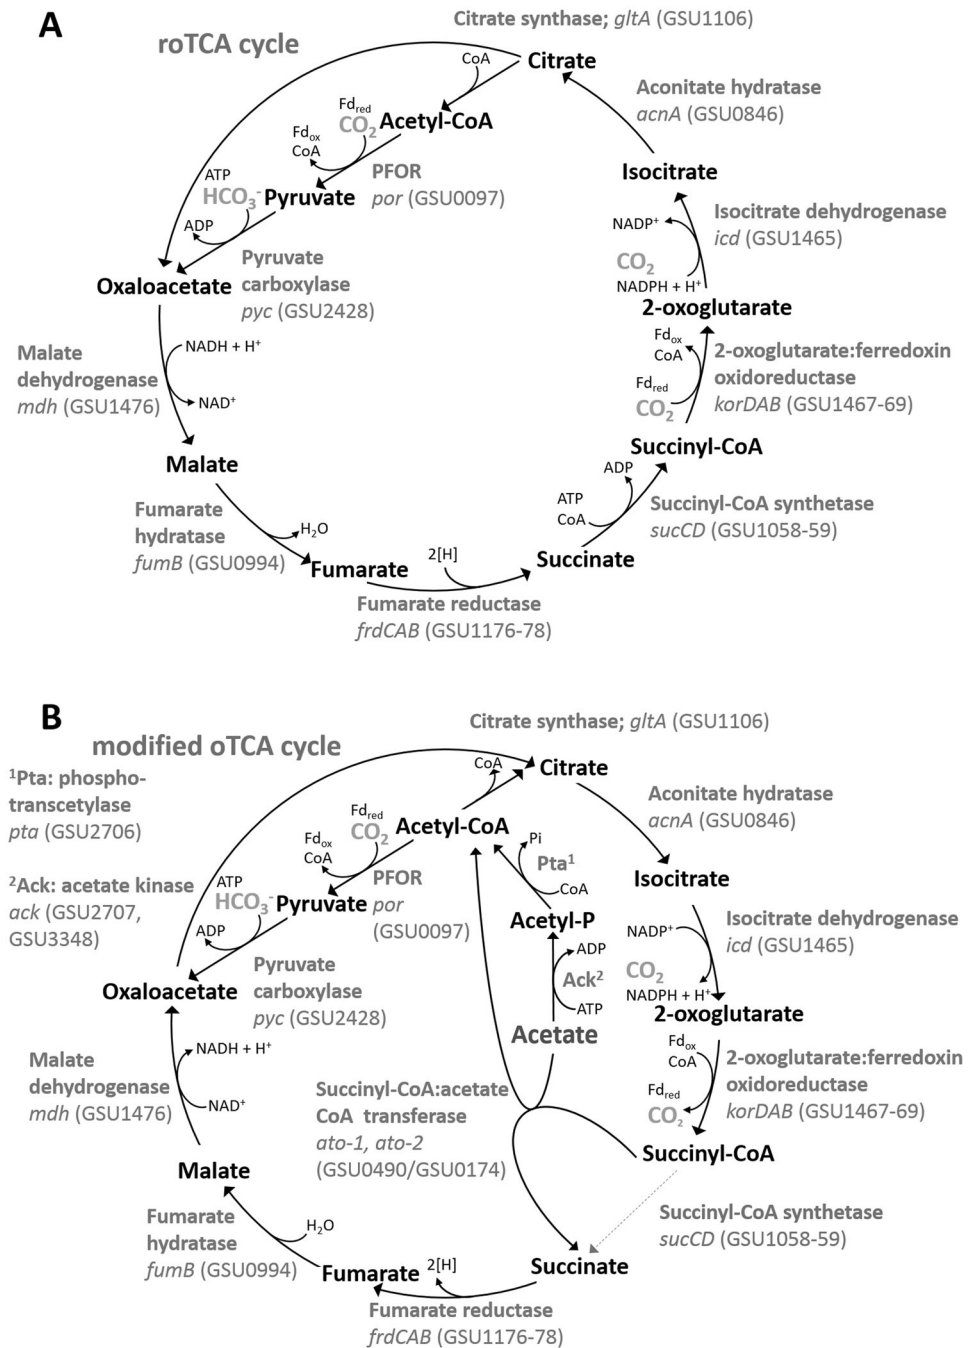 A
roTCA cycle
Citrate synthase; gltA (GSU1106)
CoA
Citrate
Aconitate hydratase
acnA (GSU0846)
Fdred
CO2 Acetyl-CoA
Fdox
CoA
PFOR
por (GSU0097)
ATP
HCO3- Pyruvate
ADP
Isocitrate
NADP+
Isocitrate dehydrogenase
icd (GSU1465)
Pyruvate
carboxylase
pyc (GSU2428)
CO2
NADPH + H+
Oxaloacetate
2-oxoglutarate
Malate
dehydrogenase
mdh (GSU1476)
NADH + H+
NAD+
Fdox
CoA
Fdred
CO2
2-oxoglutarate:ferredoxin
oxidoreductase
korDAB (GSU1467-69)
Malate
Succinyl-CoA
ADP
ATP
CoA
Succinyl-CoA synthetase
sucCD (GSU1058-59)
Fumarate
hydratase
fumB (GSU0994)
H2O
Fumarate
2[H]
Succinate
Fumarate reductase
frdCAB (GSU1176-78)
B
modified oTCA cycle
Citrate synthase; gltA (GSU1106)
1Pta: phospho-
transcetylase
pta (GSU2706)
CoA
Citrate
Aconitate hydratase
acnA (GSU0846)
Fdred
CO2
Acetyl-CoA
Fdox
CoA
Pi
Pta1
CoA
2Ack: acetate kinase
ack (GSU2707,
GSU3348)
PFOR
por
(GSU0097)
ATP
HCO3- Pyruvate
ADP
Isocitrate
Acetyl-P
NADP+
Isocitrate dehydrogenase
icd (GSU1465)
ADP
Ack2
ATP
Pyruvate
carboxylase
pyc (GSU2428)
CO2
NADPH + H+
Oxaloacetate
2-oxoglutarate
Acetate
Malate
dehydrogenase
mdh (GSU1476)
NADH + H+
NAD+
Fdox
CoA
Fdred
CO2
2-oxoglutarate:ferredoxin
oxidoreductase
korDAB (GSU1467-69)
Succinyl-CoA:acetate
CoA transferase
ato-1, ato-2
(GSU0490/GSU0174)
Malate
Succinyl-CoA
Succinyl-CoA synthetase
sucCD (GSU1058-59)
Fumarate
hydratase
fumB (GSU0994)
H2O
Fumarate
2[H]
Succinate
Fumarate reductase
frdCAB (GSU1176-78)